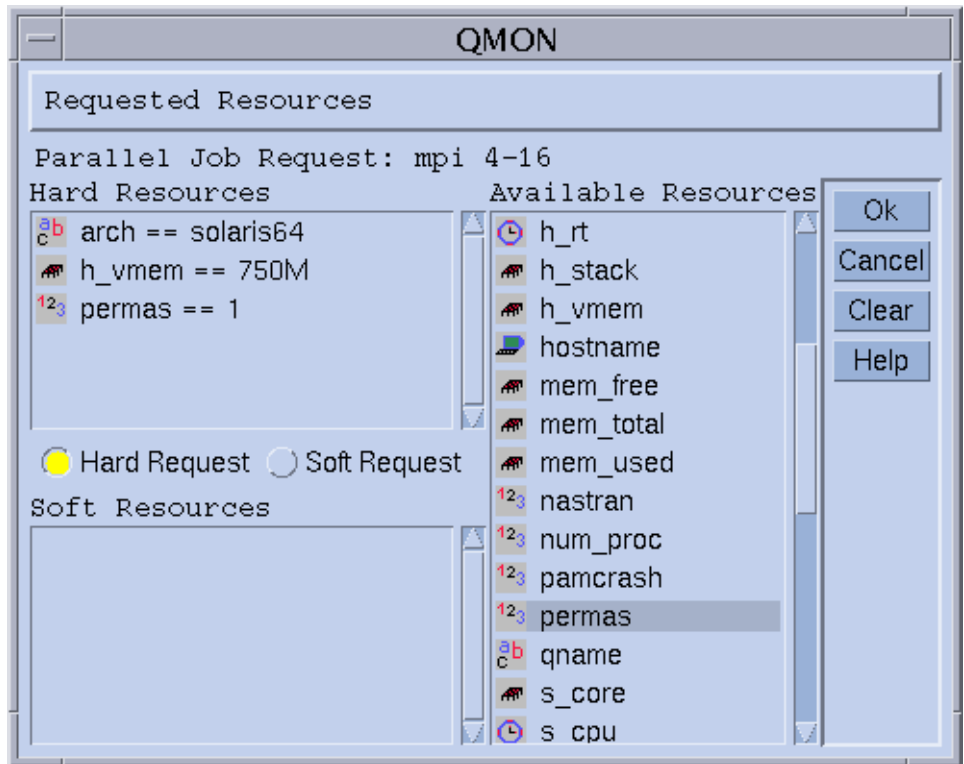 QMON
Requested Resources
Parallel Job Request: mpi 4-16
Hard Resources
arch == solaris64
h_vmem == 750M
permas == 1
Hard Request
Soft Request
Soft Resources
Available Resources
h_rt
h_stack
h_vmem
hostname
mem_free
mem_total
mem_used
nastran
num_proc
pamcrash
permas
qname
s_core
s_cpu
Ok
Cancel
Clear
Help